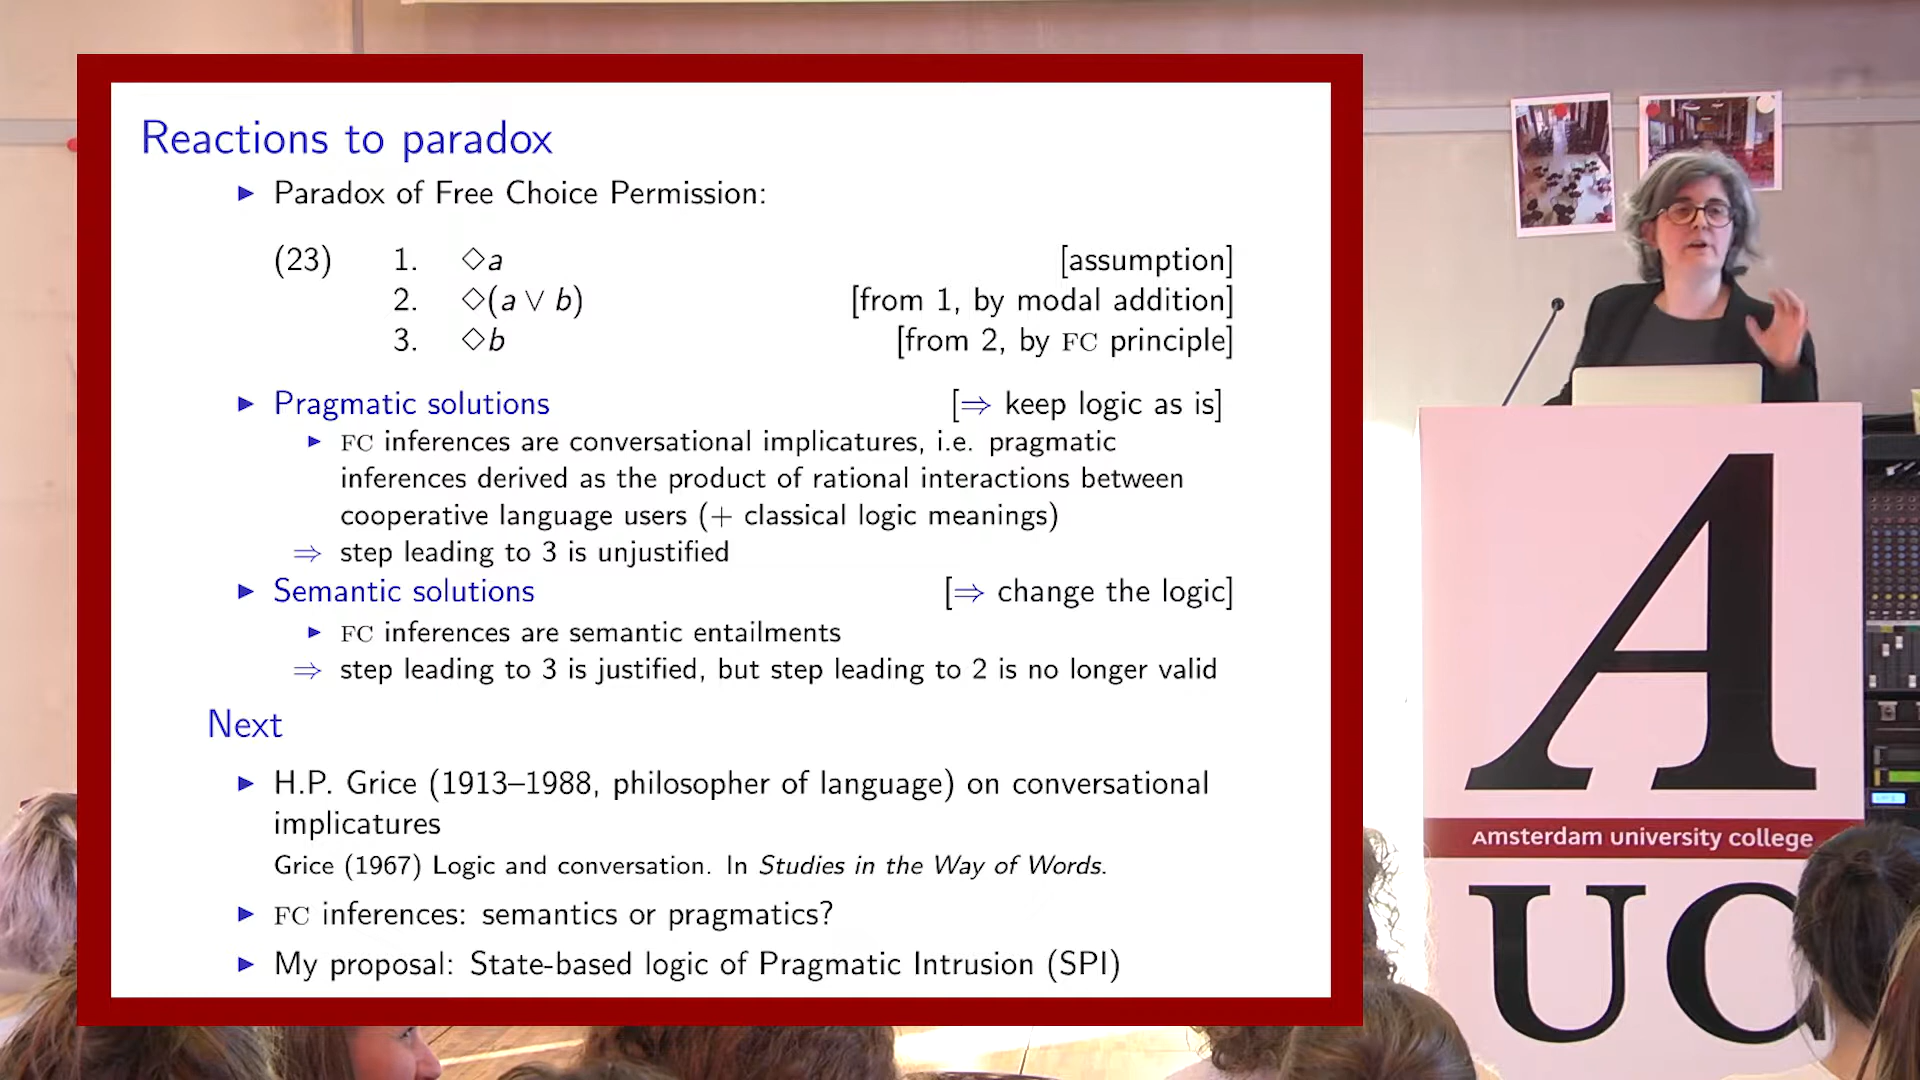 Reactions to paradox
▶ Paradox of Free Choice Permission:
(23) 1. ◇a [assumption]
2. ◇(a ∨ b) [from 1, by modal addition]
3. ◇b [from 2, by FC principle]
▶ Pragmatic solutions [⇒ keep logic as is]
▶ FC inferences are conversational implicatures, i.e. pragmatic
inferences derived as the product of rational interactions between
cooperative language users (+ classical logic meanings)
⇒ step leading to 3 is unjustified
▶ Semantic solutions [⇒ change the logic]
▶ FC inferences are semantic entailments
⇒ step leading to 3 is justified, but step leading to 2 is no longer valid
Next
▶ H.P. Grice (1913–1988, philosopher of language) on conversational
implicatures
Grice (1967) Logic and conversation. In Studies in the Way of Words.
▶ FC inferences: semantics or pragmatics?
▶ My proposal: State-based logic of Pragmatic Intrusion (SPI)
A
Amsterdam university college
UC